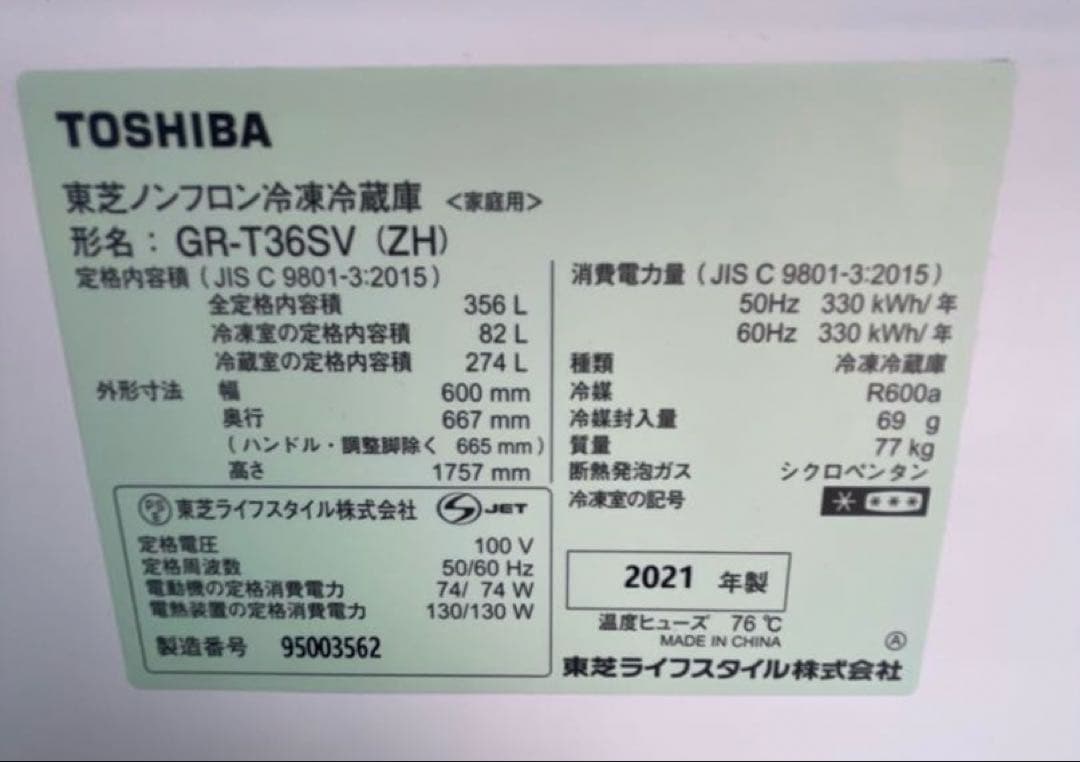 TOSHIBA
東芝ノンフロン冷凍冷蔵庫 <家庭用>
形名：GR-T36SV (ZH)
定格内容積 (JIS C 9801-3:2015)
全定格内容積 356 L
冷凍室の定格内容積 82 L
冷蔵室の定格内容積 274 L
外形寸法 幅 600 mm
奥行 667 mm
(ハンドル・調整脚除く 665 mm)
高さ 1757 mm
消費電力量 (JIS C 9801-3:2015)
50Hz 330 kWh/年
60Hz 330 kWh/年
種類 冷凍冷蔵庫
冷媒 R600a
冷媒封入量 69 g
質量 77 kg
断熱発泡ガス シクロペンタン
冷凍室の記号
PSE 東芝ライフスタイル株式会社 JET
定格電圧 100 V
定格周波数 50/60 Hz
電動機の定格消費電力 74/ 74 W
電熱装置の定格消費電力 130/130 W
製造番号 95003562
2021 年製
温度ヒューズ 76℃
MADE IN CHINA
Ⓐ
東芝ライフスタイル株式会社